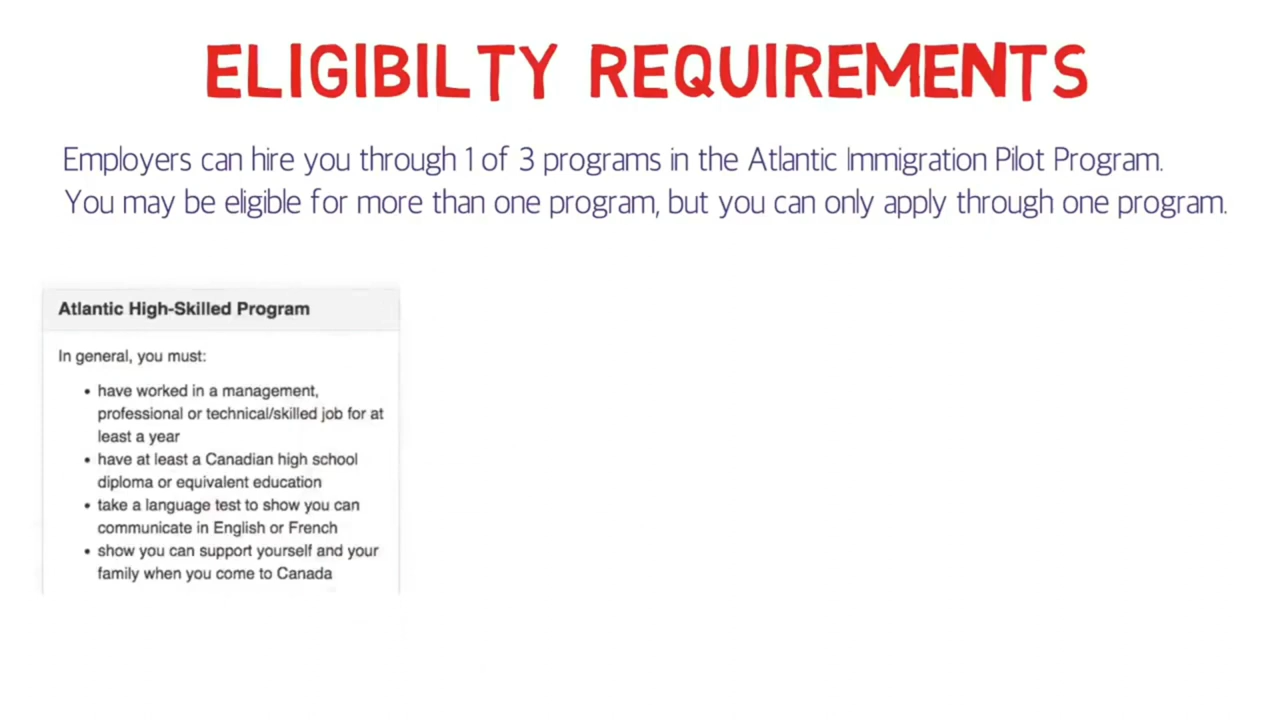 ELIGIBILTY REQUIREMENTS
Employers can hire you through 1 of 3 programs in the Atlantic Immigration Pilot Program.
You may be eligible for more than one program, but you can only apply through one program.
Atlantic High-Skilled Program
In general, you must:
• have worked in a management,
professional or technical/skilled job for at
least a year
• have at least a Canadian high school
diploma or equivalent education
• take a language test to show you can
communicate in English or French
• show you can support yourself and your
family when you come to Canada